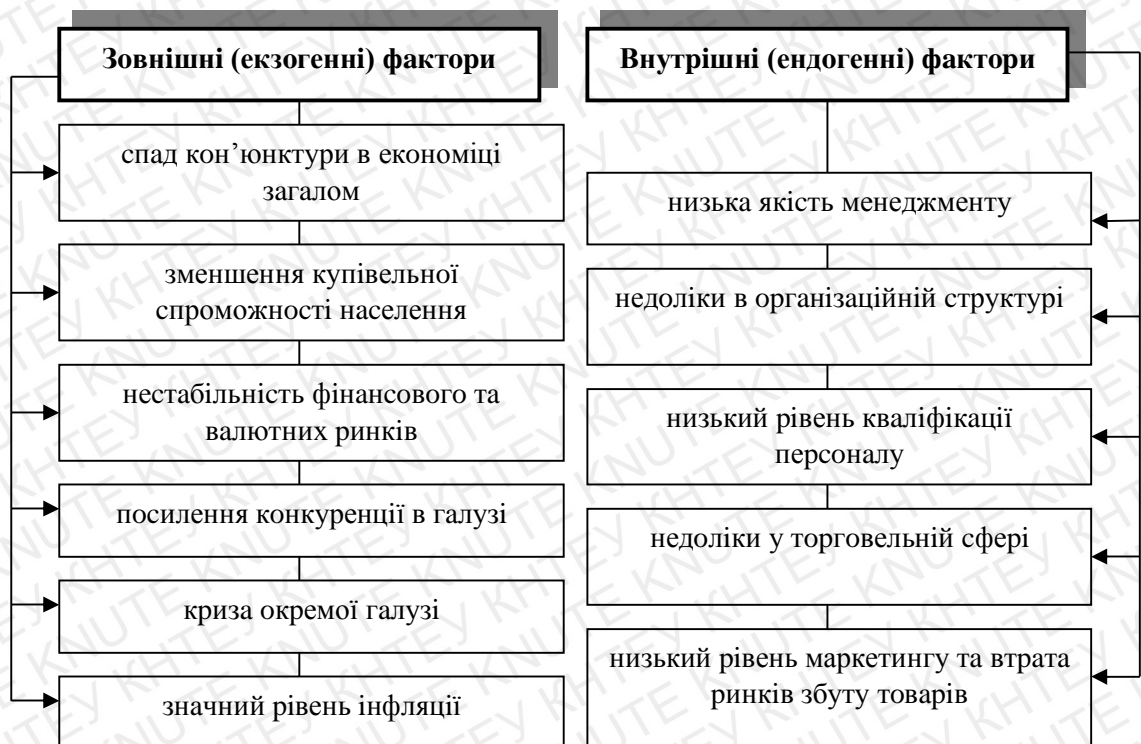 Зовнішні (екзогенні) фактори
спад кон’юнктури в економіці
загалом
зменшення купівельної
спроможності населення
нестабільність фінансового та
валютних ринків
посилення конкуренції в галузі
криза окремої галузі
значний рівень інфляції
Внутрішні (ендогенні) фактори
низька якість менеджменту
недоліки в організаційній структурі
низький рівень кваліфікації
персоналу
недоліки у торговельній сфері
низький рівень маркетингу та втрата
ринків збуту товарів